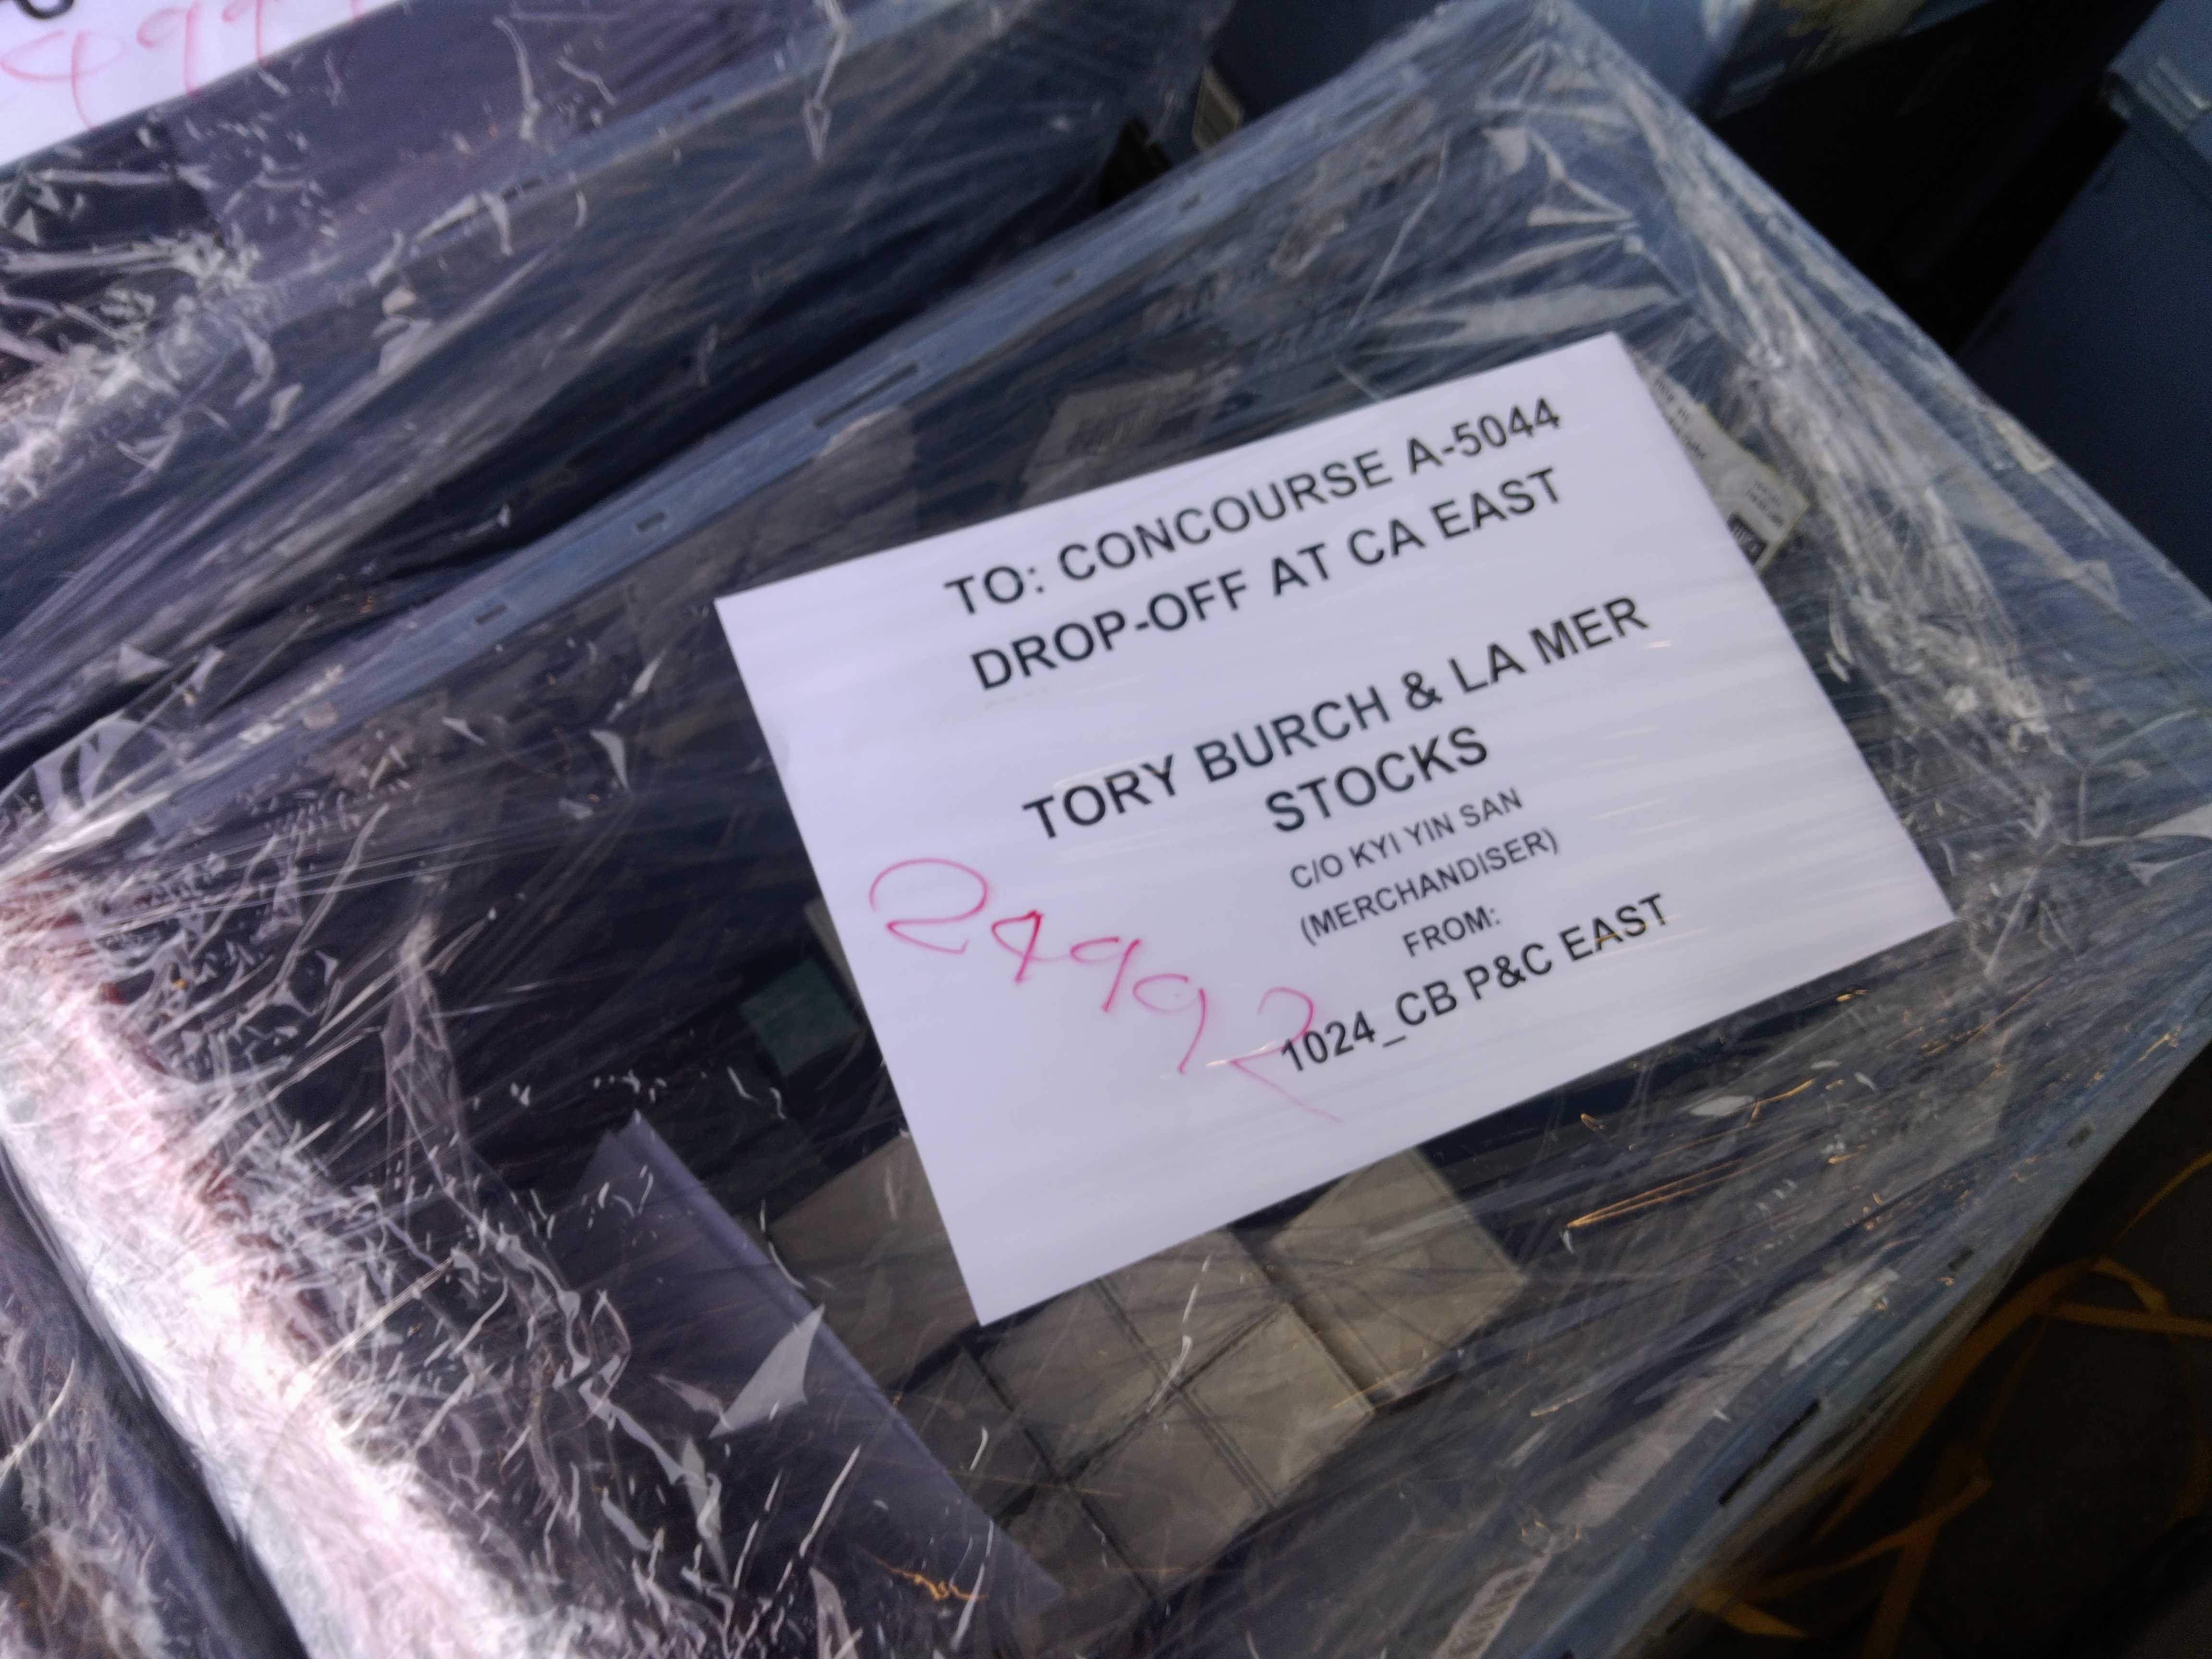 TO: CONCOURSE A-5044
DROP-OFF AT CA EAST
TORY BURCH & LA MER
STOCKS
C/O KYI YIN SAN
(MERCHANDISER)
FROM:
1024_CB P&C EAST